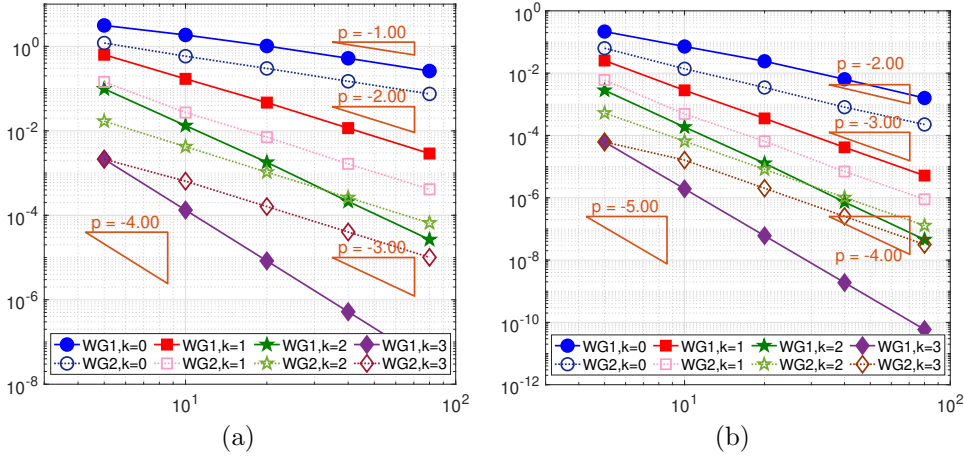 10^0
10^-2
10^-4
10^-6
10^-8
p = -1.00
p = -2.00
p = -4.00
p = -3.00
WG1,k=0 WG1,k=1 WG1,k=2 WG1,k=3
WG2,k=0 WG2,k=1 WG2,k=2 WG2,k=3
10^1 10^2
(a)
10^0
10^-2
10^-4
10^-6
10^-8
10^-10
10^-12
p = -2.00
p = -3.00
p = -5.00
p = -4.00
WG1,k=0 WG1,k=1 WG1,k=2 WG1,k=3
WG2,k=0 WG2,k=1 WG2,k=2 WG2,k=3
10^1 10^2
(b)